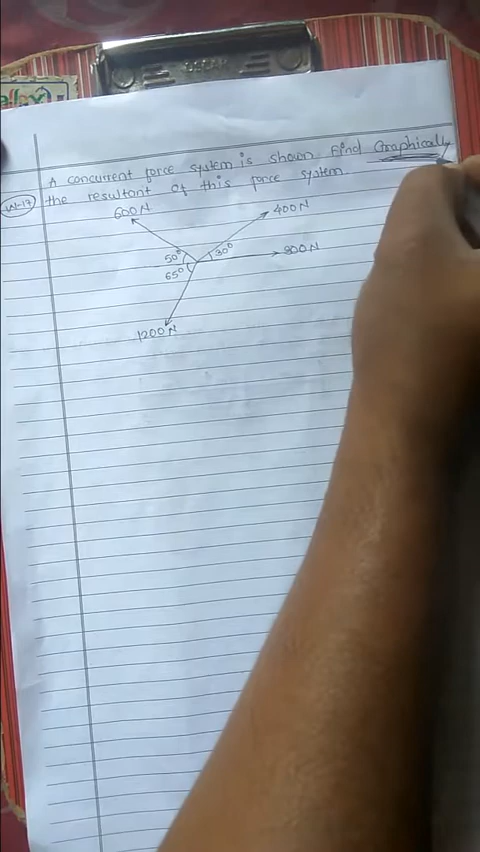 A concurrent force system is shown. Find Graphically
the resultant of this force system.
W-17
600N
400N
50°
30°
65°
1200N